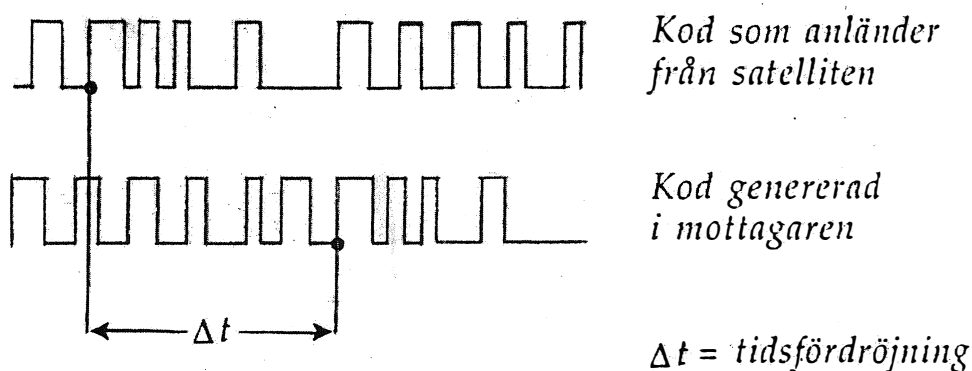 Kod som anländer
från satelliten
Kod genererad
i mottagaren
Δt
Δt = tidsfördröjning